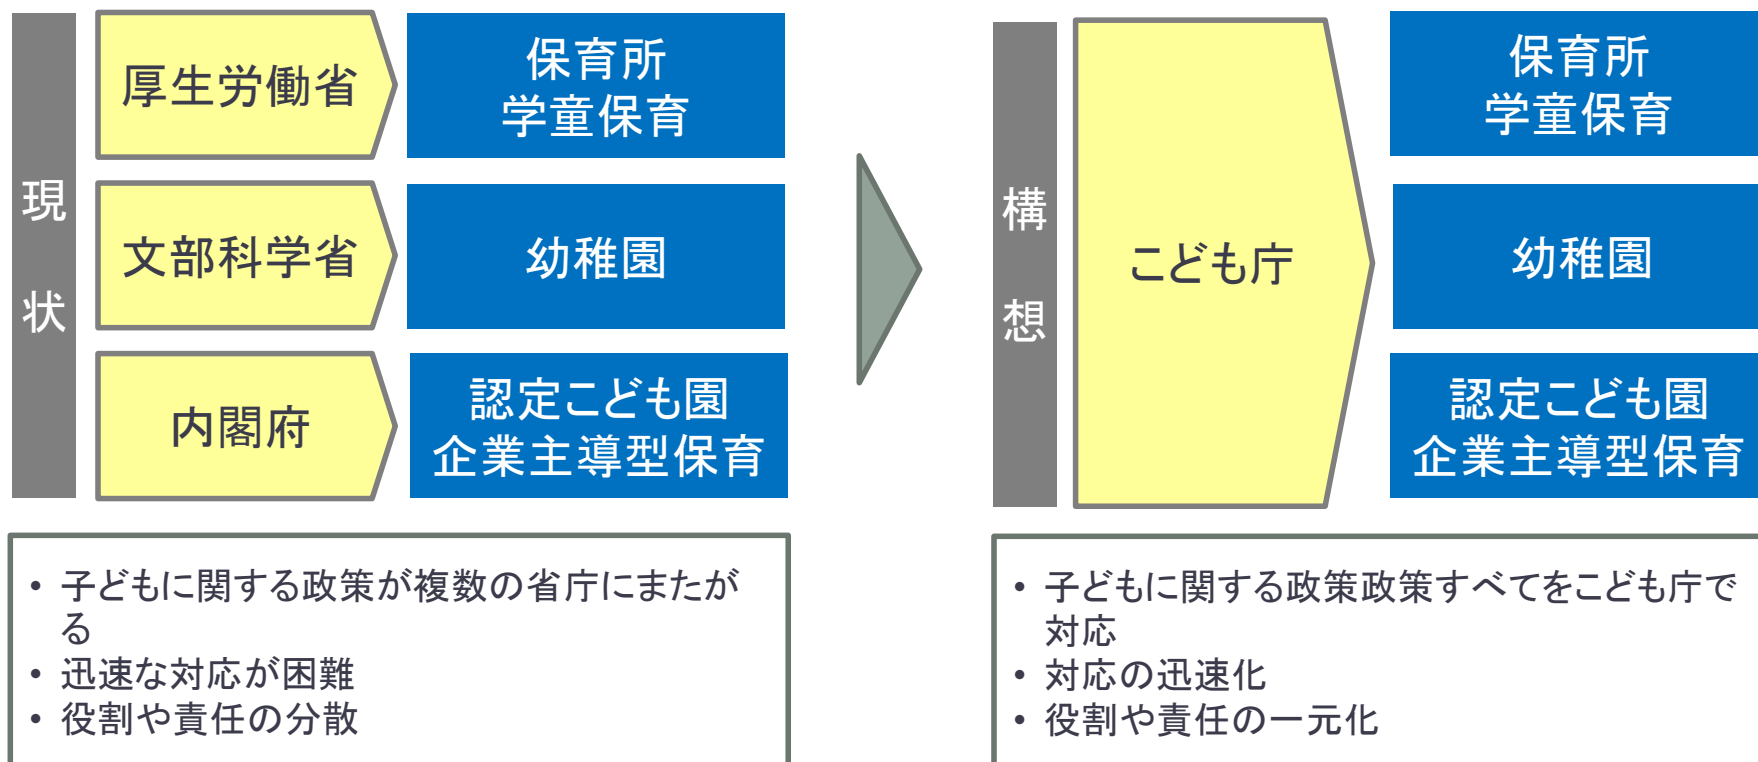 現状
厚生労働省
保育所
学童保育
文部科学省
幼稚園
内閣府
認定こども園
企業主導型保育
• 子どもに関する政策が複数の省庁にまたが
る
• 迅速な対応が困難
• 役割や責任の分散
構想
こども庁
保育所
学童保育
幼稚園
認定こども園
企業主導型保育
• 子どもに関する政策政策すべてをこども庁で
対応
• 対応の迅速化
• 役割や責任の一元化